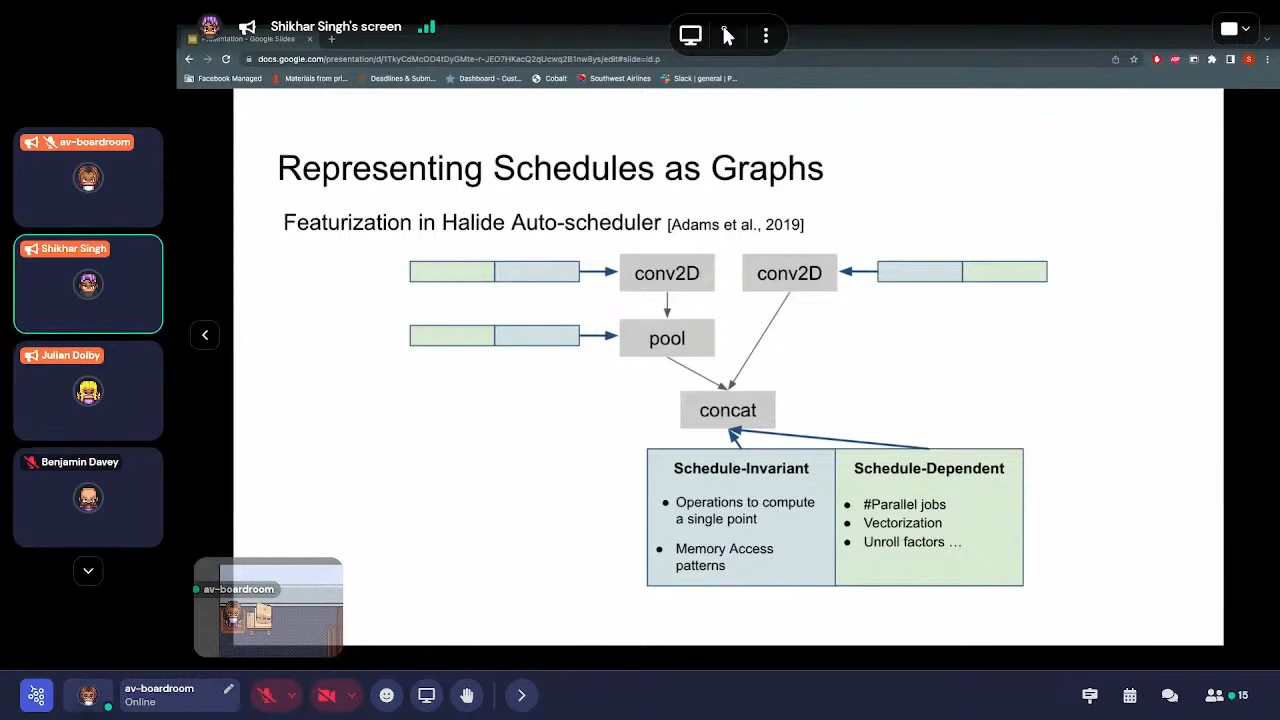 Shikhar Singh's screen
Presentation - Google Slides
docs.google.com/presentation/d/1TkyCdMcOO4tDyGMte-r-JEO7HKacQ2qUcwq2B1nw8ys/edit#slide=id.p
Facebook Managed
Materials from pri...
Deadlines & Subm...
Dashboard - Cust...
Cobalt
Southwest Airlines
Slack | general | P...
av-boardroom
Shikhar Singh
Julian Dolby
Benjamin Davey
av-boardroom
Representing Schedules as Graphs
Featurization in Halide Auto-scheduler [Adams et al., 2019]
conv2D
conv2D
pool
concat
Schedule-Invariant
● Operations to compute
a single point
● Memory Access
patterns
Schedule-Dependent
● #Parallel jobs
● Vectorization
● Unroll factors …
av-boardroom
Online
15